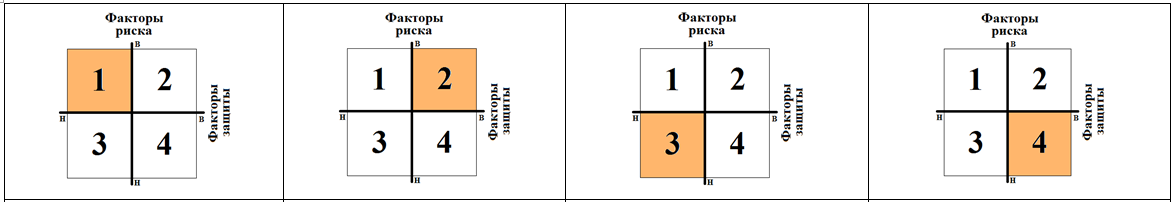 Факторы
риска
В
1 2
Н В
3 4
Н
Факторы
защиты
Факторы
риска
В
1 2
Н В
3 4
Н
Факторы
защиты
Факторы
риска
В
1 2
Н В
3 4
Н
Факторы
защиты
Факторы
риска
В
1 2
Н В
3 4
Н
Факторы
защиты